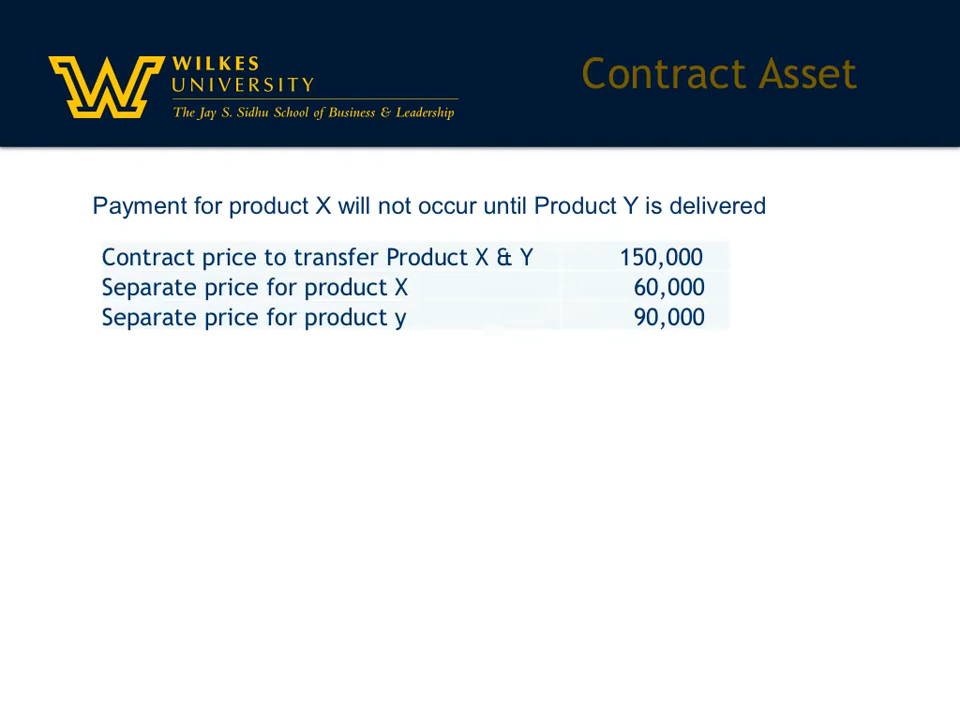 WILKES
UNIVERSITY
The Jay S. Sidhu School of Business & Leadership
Contract Asset
Payment for product X will not occur until Product Y is delivered
Contract price to transfer Product X & Y 150,000
Separate price for product X 60,000
Separate price for product y 90,000